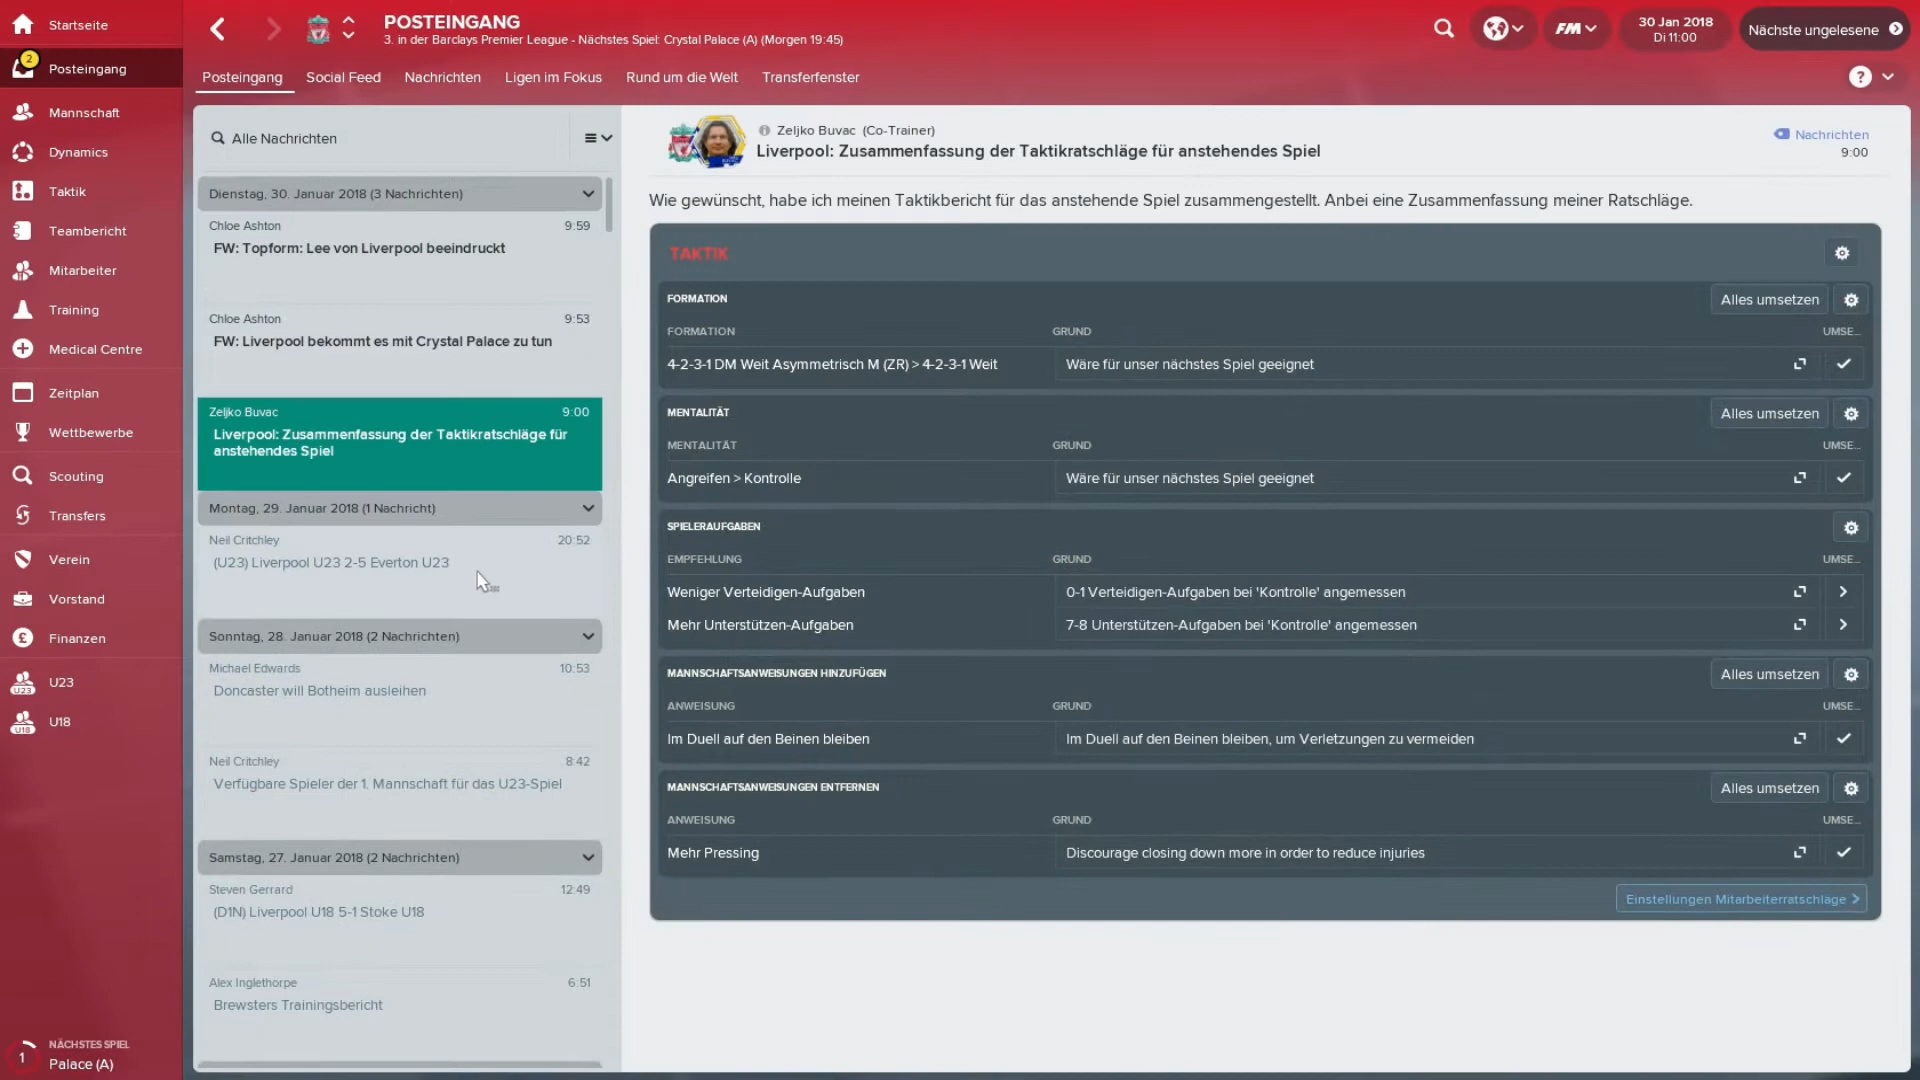 Startseite
2
Posteingang
Mannschaft
Dynamics
Taktik
Teambericht
Mitarbeiter
Training
Medical Centre
Zeitplan
Wettbewerbe
Scouting
Transfers
Verein
Vorstand
Finanzen
U23
U23
U18
U18
1
NÄCHSTES SPIEL
Palace (A)
POSTEINGANG
3. in der Barclays Premier League - Nächstes Spiel: Crystal Palace (A) (Morgen 19:45)
FM
30 Jan 2018
Di 11:00
Nächste ungelesene
Posteingang Social Feed Nachrichten Ligen im Fokus Rund um die Welt Transferfenster
?
Alle Nachrichten
Dienstag, 30. Januar 2018 (3 Nachrichten)
Chloe Ashton 9:59
FW: Topform: Lee von Liverpool beeindruckt
Chloe Ashton 9:53
FW: Liverpool bekommt es mit Crystal Palace zu tun
Zeljko Buvac 9:00
Liverpool: Zusammenfassung der Taktikratschläge für
anstehendes Spiel
Montag, 29. Januar 2018 (1 Nachricht)
Neil Critchley 20:52
(U23) Liverpool U23 2-5 Everton U23
Sonntag, 28. Januar 2018 (2 Nachrichten)
Michael Edwards 10:53
Doncaster will Botheim ausleihen
Neil Critchley 8:42
Verfügbare Spieler der 1. Mannschaft für das U23-Spiel
Samstag, 27. Januar 2018 (2 Nachrichten)
Steven Gerrard 12:49
(D1N) Liverpool U18 5-1 Stoke U18
Alex Inglethorpe 6:51
Brewsters Trainingsbericht
Zeljko Buvac (Co-Trainer)
Liverpool: Zusammenfassung der Taktikratschläge für anstehendes Spiel
Nachrichten
9:00
Wie gewünscht, habe ich meinen Taktikbericht für das anstehende Spiel zusammengestellt. Anbei eine Zusammenfassung meiner Ratschläge.
TAKTIK
FORMATION Alles umsetzen
FORMATION GRUND UMSE...
4-2-3-1 DM Weit Asymmetrisch M (ZR) > 4-2-3-1 Weit Wäre für unser nächstes Spiel geeignet
MENTALITÄT Alles umsetzen
MENTALITÄT GRUND UMSE...
Angreifen > Kontrolle Wäre für unser nächstes Spiel geeignet
SPIELERAUFGABEN
EMPFEHLUNG GRUND UMSE...
Weniger Verteidigen-Aufgaben 0-1 Verteidigen-Aufgaben bei 'Kontrolle' angemessen
Mehr Unterstützen-Aufgaben 7-8 Unterstützen-Aufgaben bei 'Kontrolle' angemessen
MANNSCHAFTSANWEISUNGEN HINZUFÜGEN Alles umsetzen
ANWEISUNG GRUND UMSE...
Im Duell auf den Beinen bleiben Im Duell auf den Beinen bleiben, um Verletzungen zu vermeiden
MANNSCHAFTSANWEISUNGEN ENTFERNEN Alles umsetzen
ANWEISUNG GRUND UMSE...
Mehr Pressing Discourage closing down more in order to reduce injuries
Einstellungen Mitarbeiterratschläge >